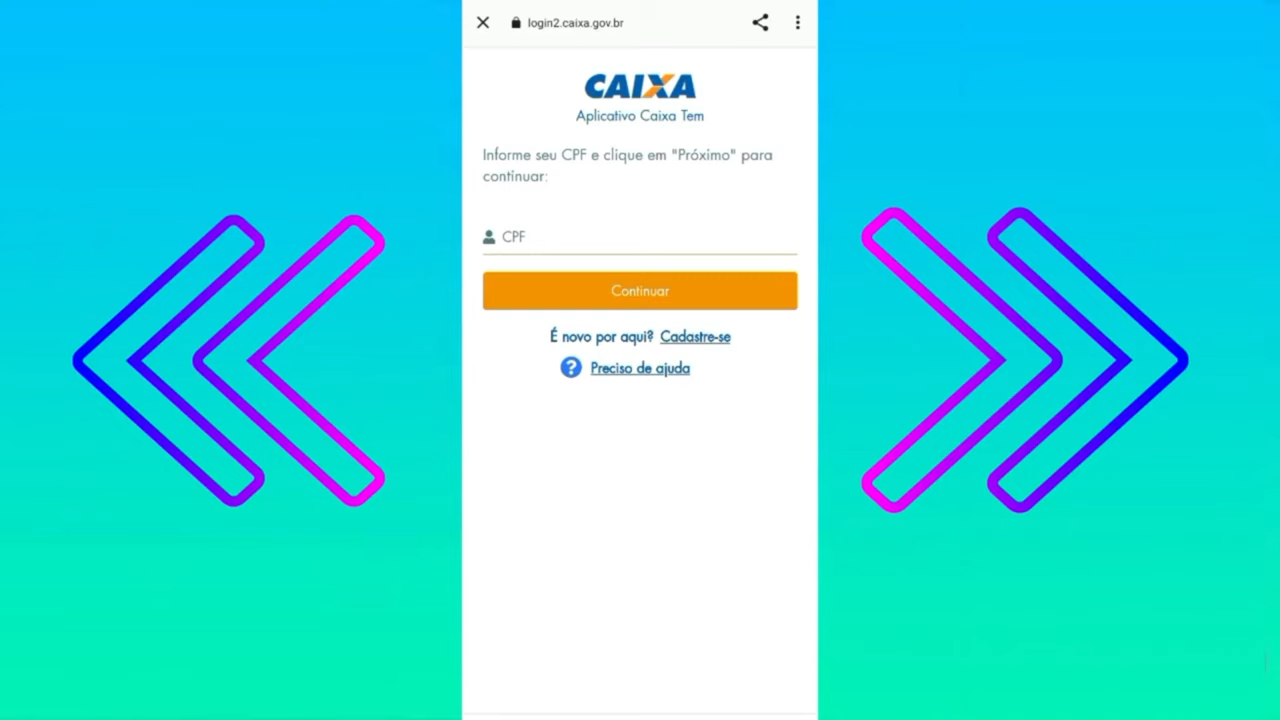 login2.caixa.gov.br
CAIXA
Aplicativo Caixa Tem
Informe seu CPF e clique em "Próximo" para
continuar:
CPF
Continuar
É novo por aqui? Cadastre-se
? Preciso de ajuda